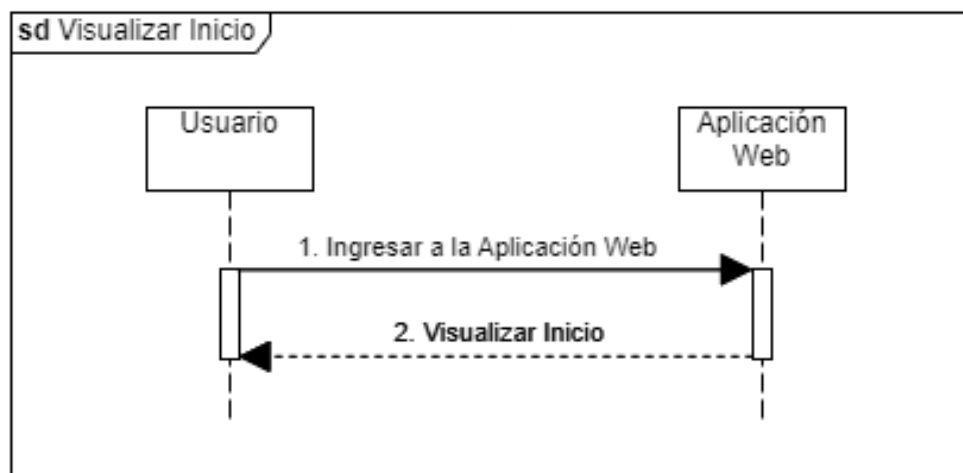 sd Visualizar Inicio
Usuario
Aplicación
Web
1. Ingresar a la Aplicación Web
2. Visualizar Inicio